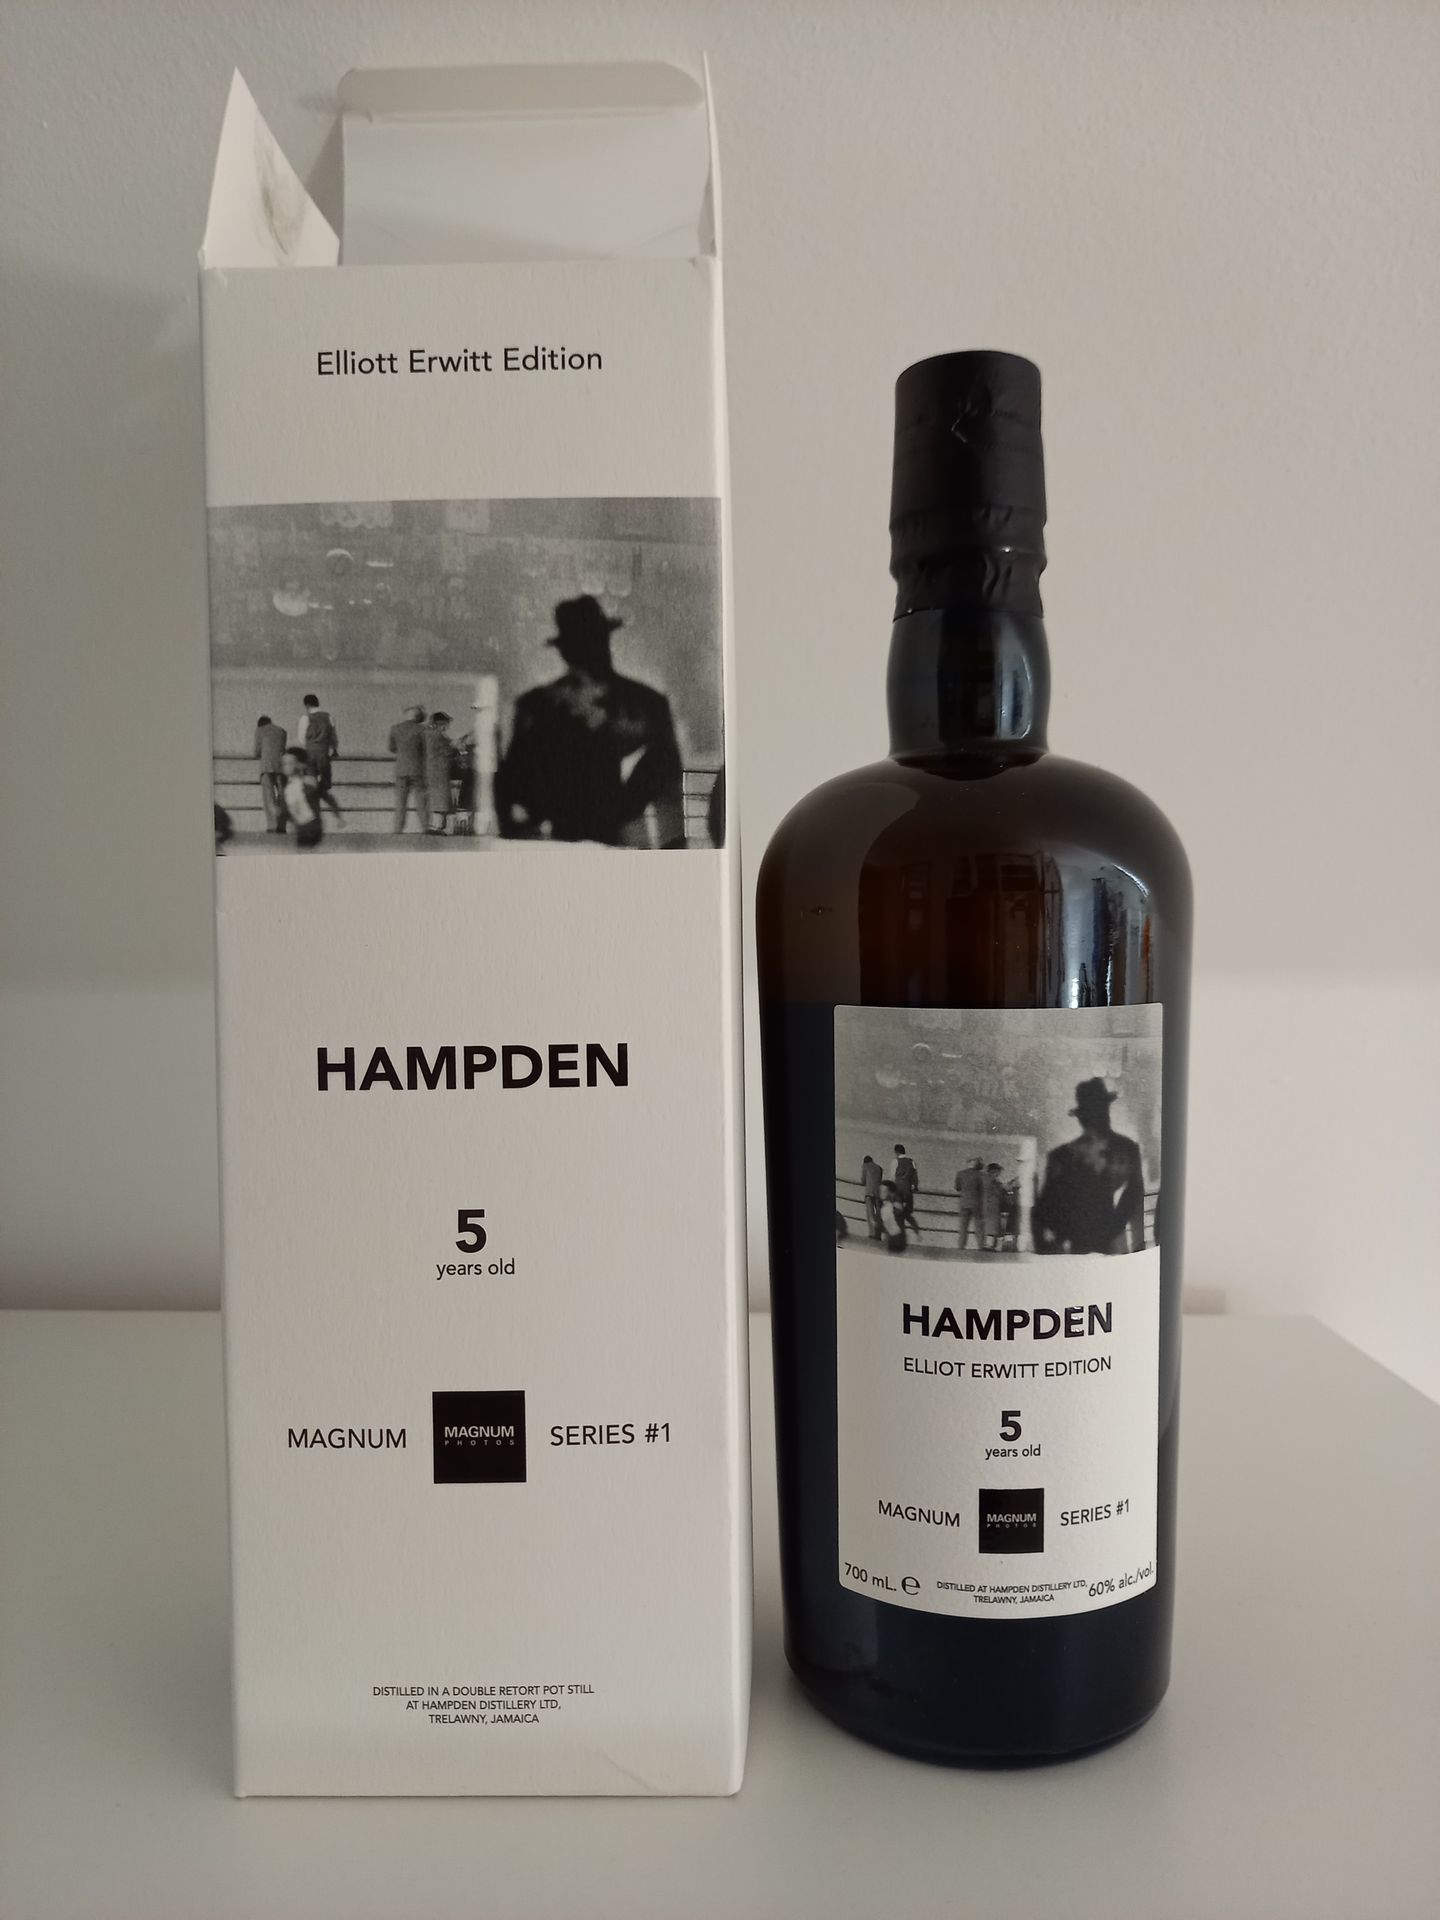 Elliott Erwitt Edition
HAMPDEN
5
years old
MAGNUM
MAGNUM
PHOTOS
SERIES #1
DISTILLED IN A DOUBLE RETORT POT STILL
AT HAMPDEN DISTILLERY LTD,
TRELAWNY, JAMAICA
HAMPDEN
ELLIOT ERWITT EDITION
5
years old
MAGNUM
MAGNUM
PHOTOS
SERIES #1
700 mL. ℮
DISTILLED AT HAMPDEN DISTILLERY LTD,
TRELAWNY, JAMAICA
60% alc./vol.